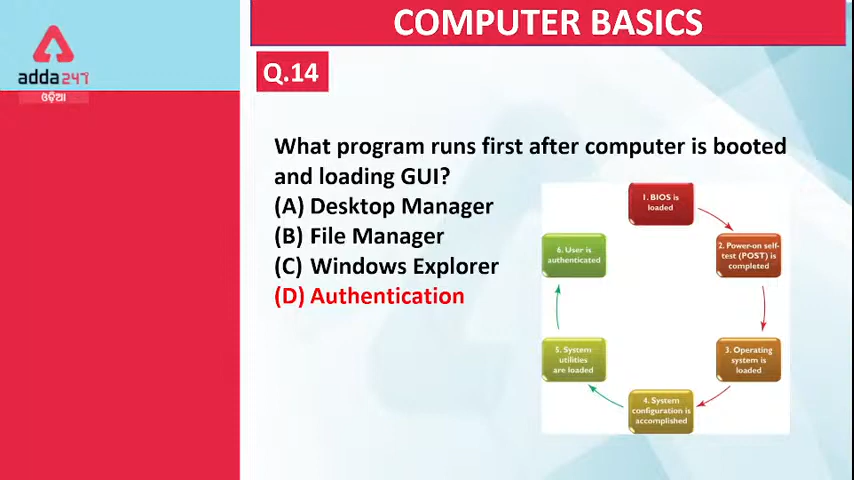 COMPUTER BASICS
adda247
ଓଡ଼ିଆ
Q.14
What program runs first after computer is booted
and loading GUI?
(A) Desktop Manager
(B) File Manager
(C) Windows Explorer
(D) Authentication
1. BIOS is
loaded
2. Power-on self-
test (POST) is
completed
3. Operating
system is
loaded
4. System
configuration is
accomplished
5. System
utilities
are loaded
6. User is
authenticated